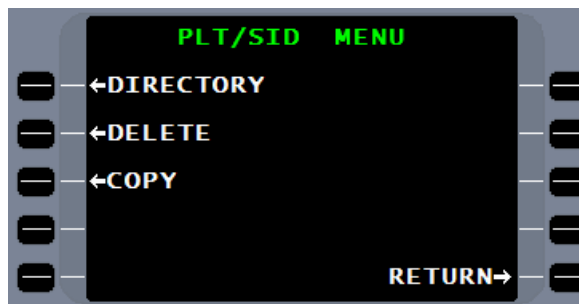 PLT/SID MENU
←DIRECTORY
←DELETE
←COPY
RETURN→